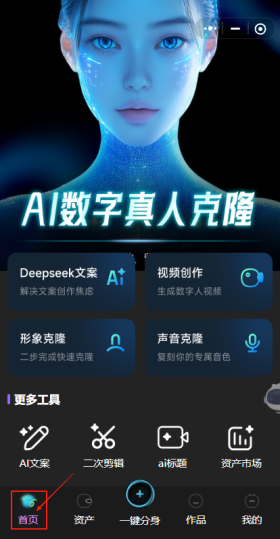 AI数字真人克隆
Deepseek文案
解决文案创作焦虑
视频创作
生成数字人视频
形象克隆
二步完成快速克隆
声音克隆
复刻你的专属音色
更多工具
AI文案
二次剪辑
ai标题
资产市场
首页
资产
一键分身
作品
我的